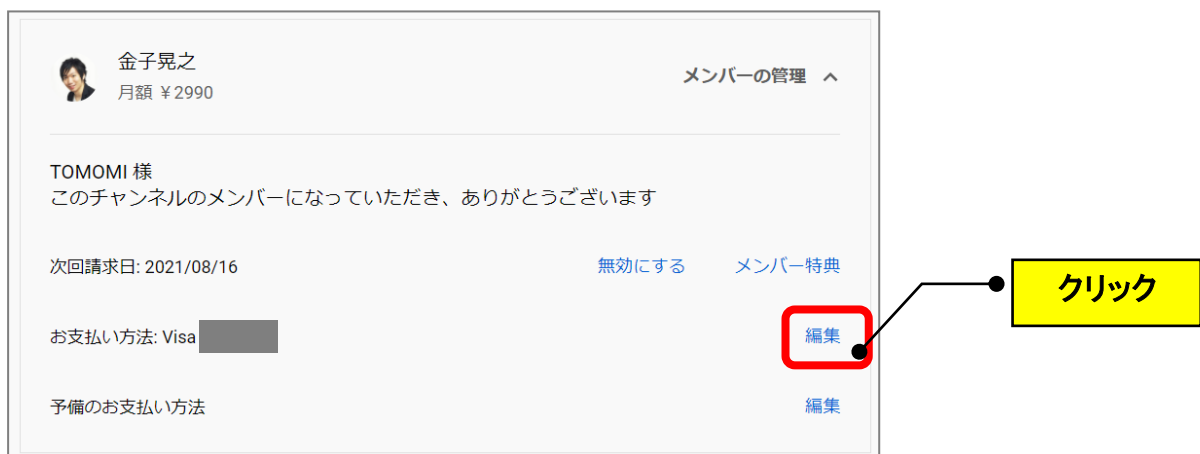 金子晃之
月額 ¥2990
メンバーの管理
TOMOMI 様
このチャンネルのメンバーになっていただき、ありがとうございます
次回請求日: 2021/08/16
無効にする
メンバー特典
お支払い方法: Visa
編集
クリック
予備のお支払い方法
編集